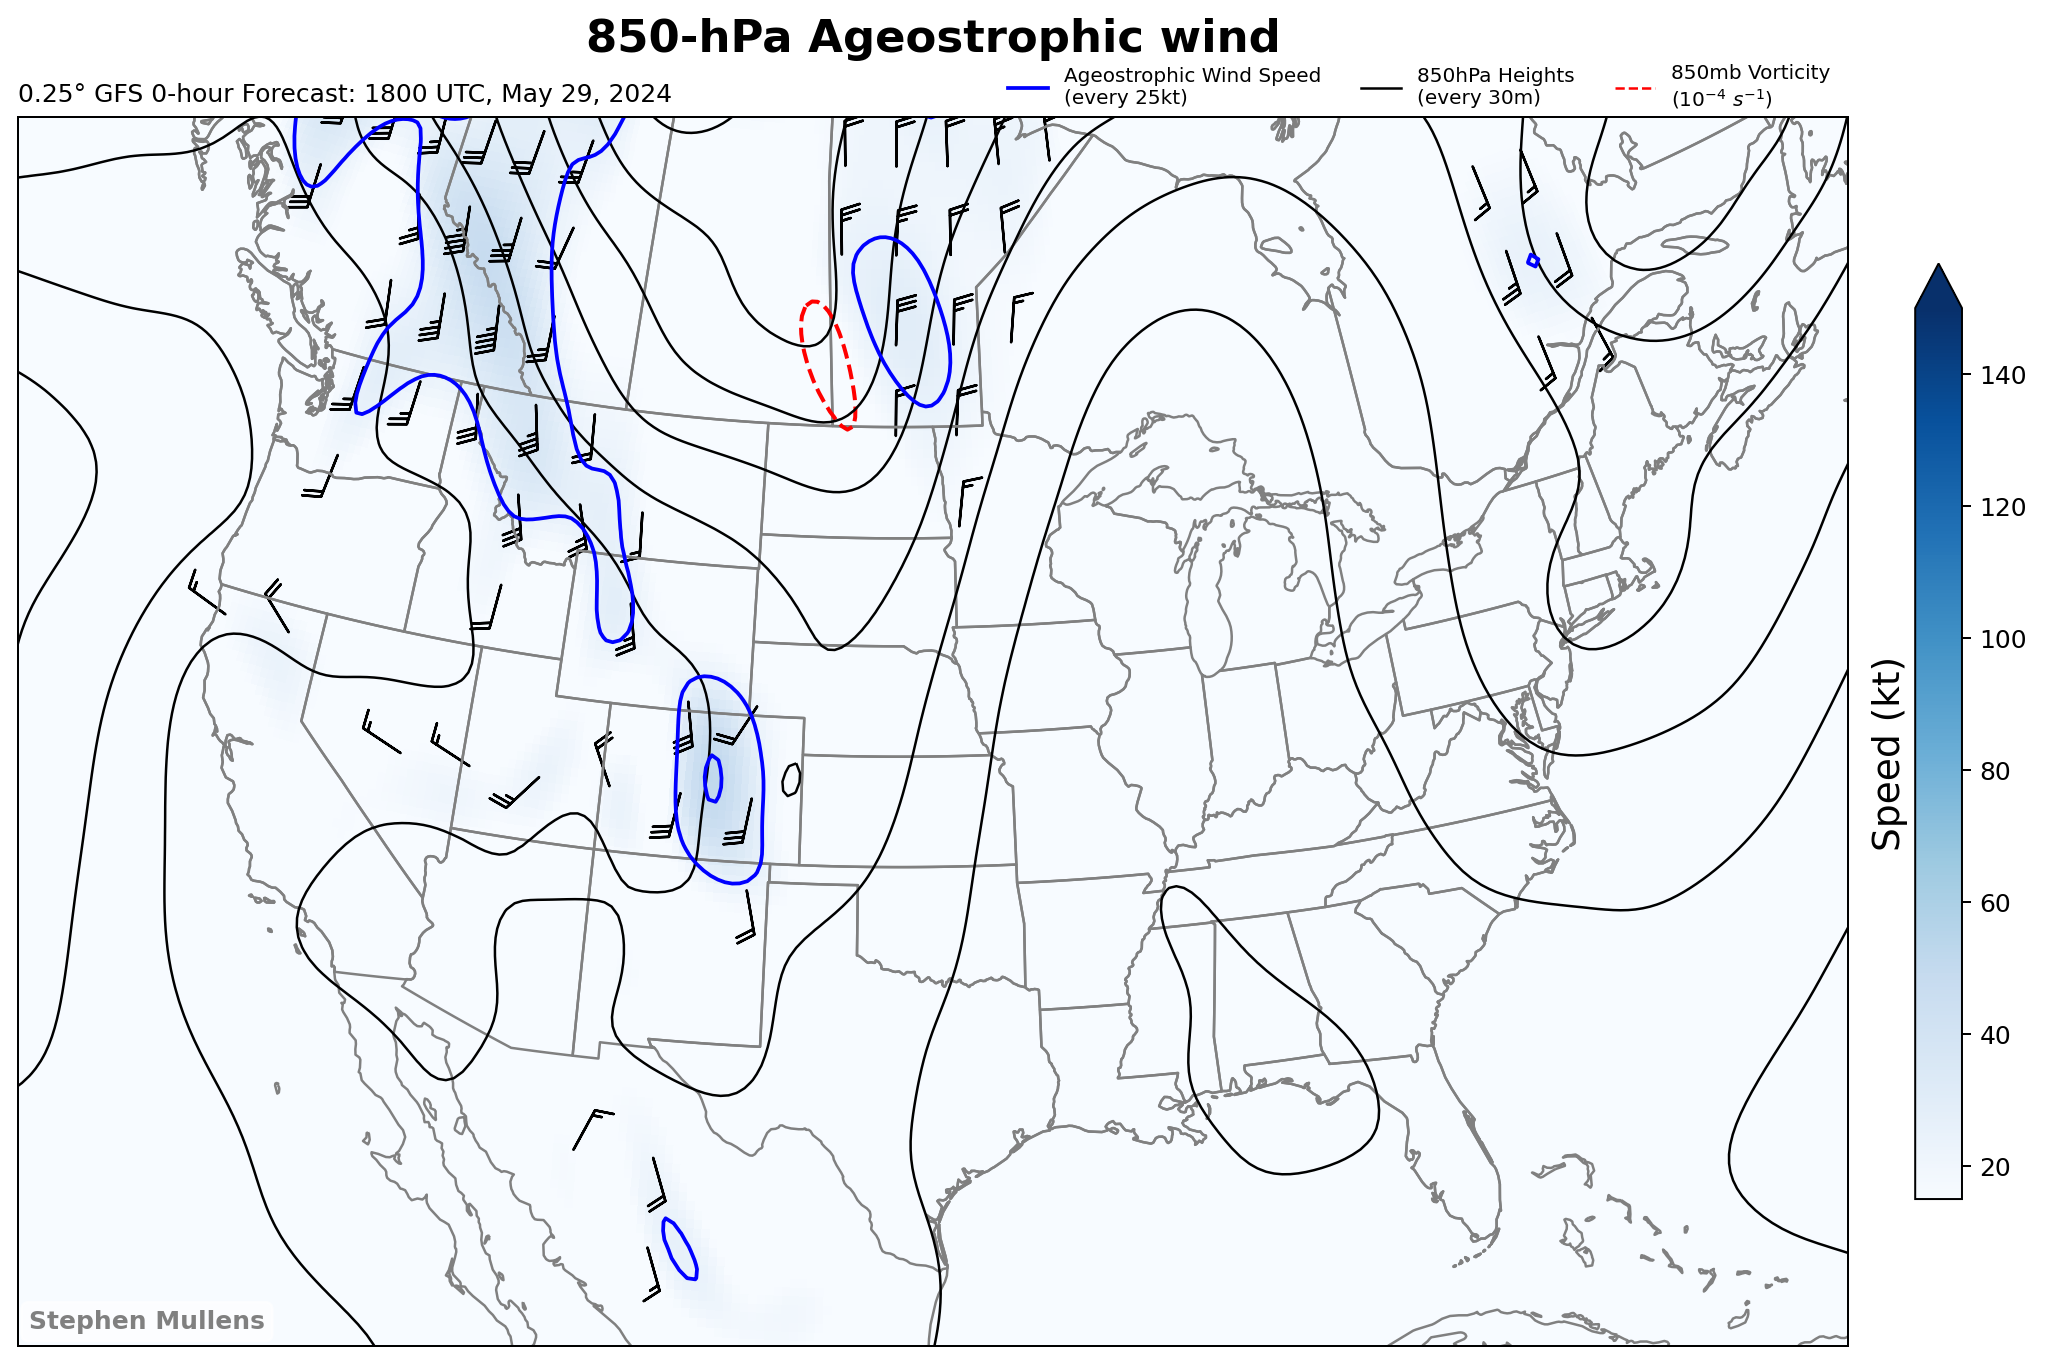 850-hPa Ageostrophic wind
0.25° GFS 0-hour Forecast: 1800 UTC, May 29, 2024
Ageostrophic Wind Speed
(every 25kt)
850hPa Heights
(every 30m)
850mb Vorticity
(10⁻⁴ s⁻¹)
140
120
100
80
60
40
20
Speed (kt)
Stephen Mullens